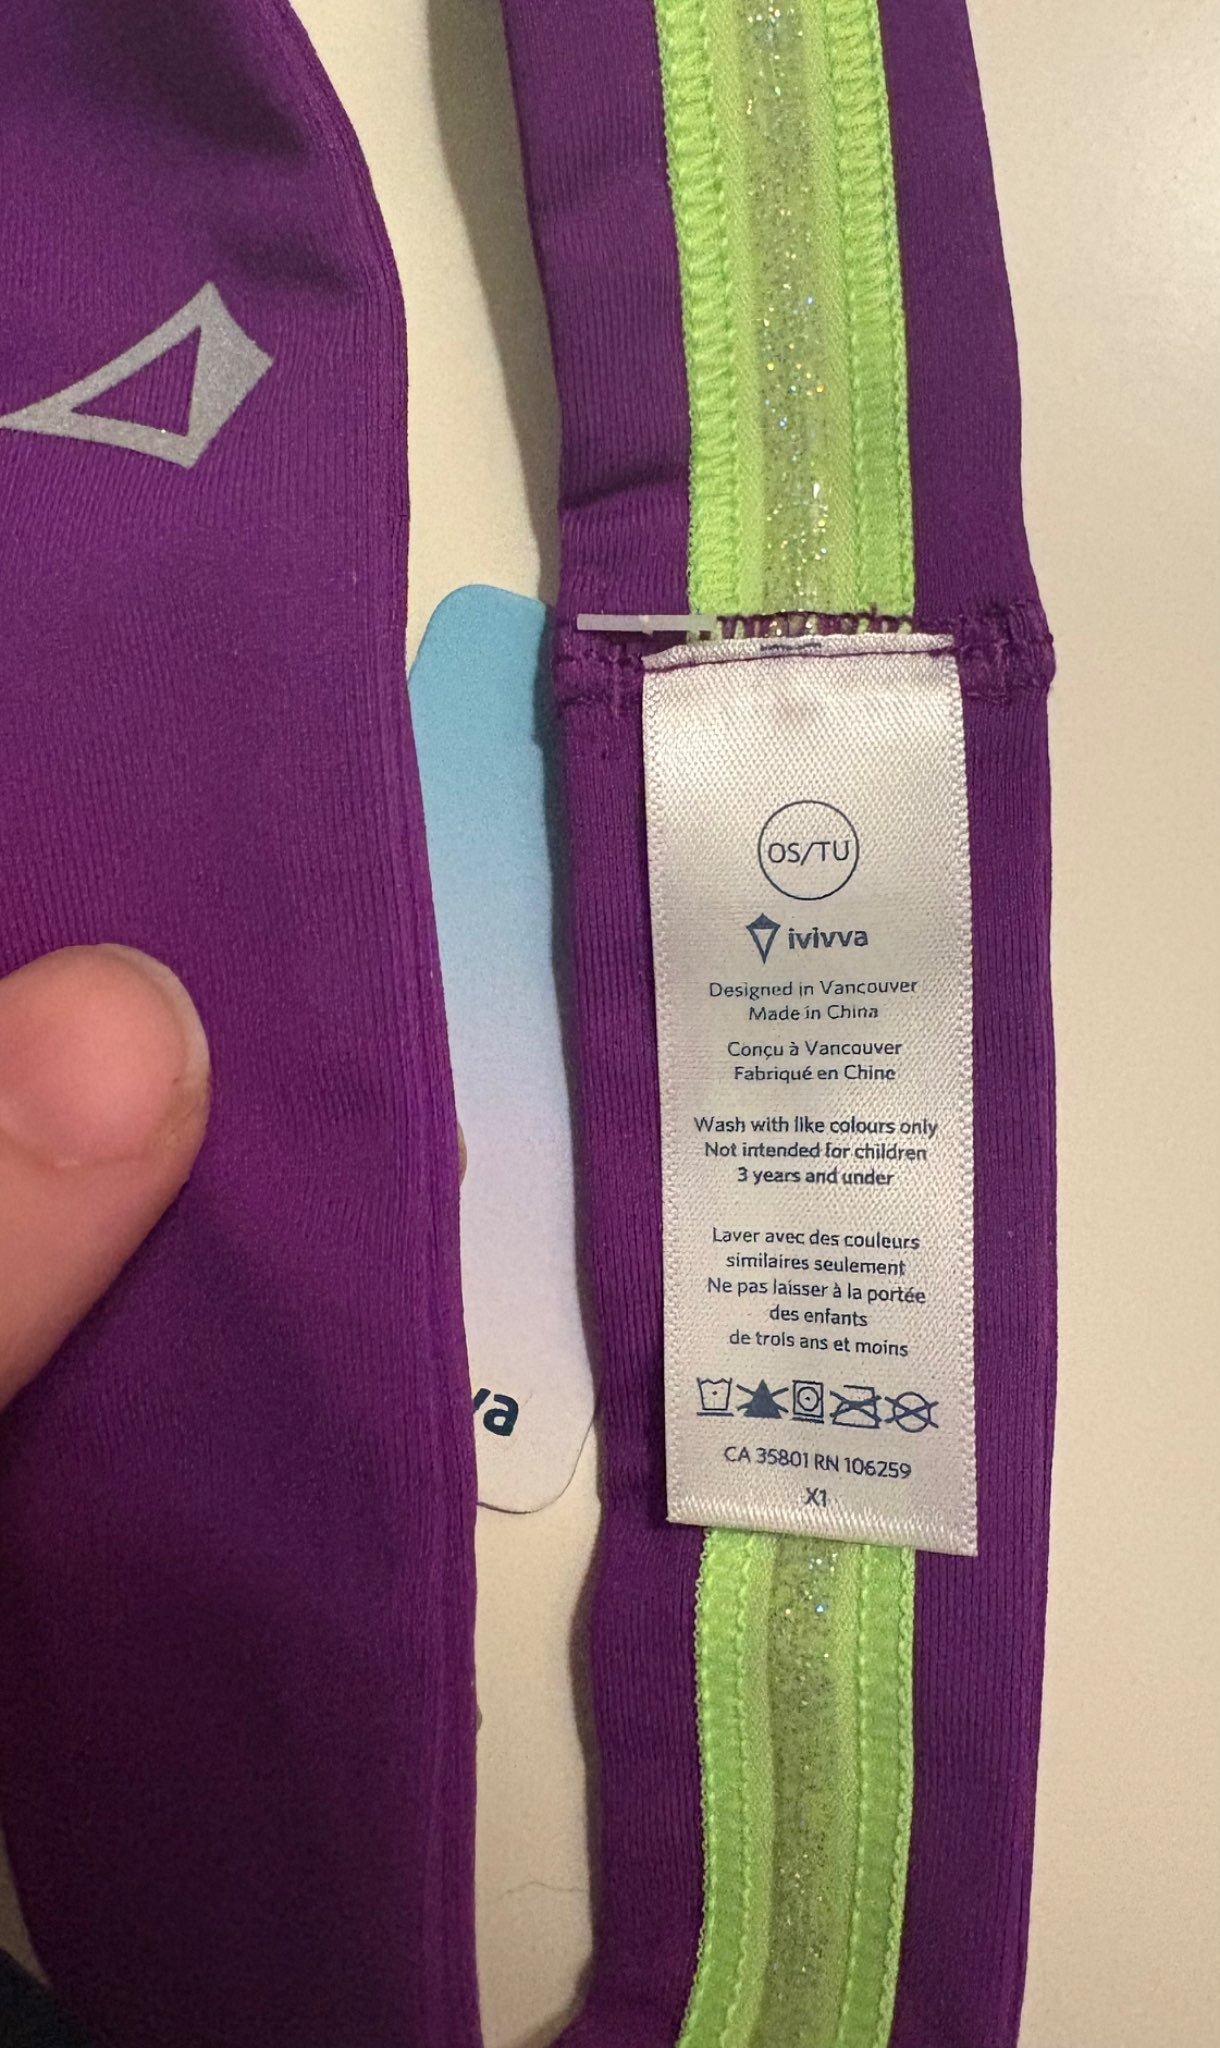 OS/TU
ivivva
Designed in Vancouver
Made in China
Conçu à Vancouver
Fabriqué en Chine
Wash with like colours only
Not intended for children
3 years and under
Laver avec des couleurs
similaires seulement
Ne pas laisser à la portée
des enfants
de trois ans et moins
CA 35801 RN 106259
X1
va